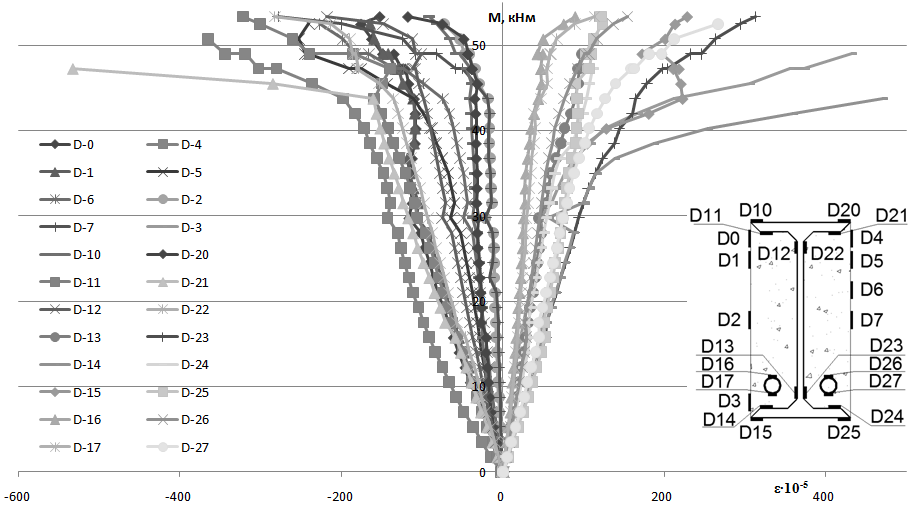 M, кНм
50
40
30
20
10
0
-600 -400 -200 0 200 400
ε·10⁻⁵
D-0 D-4
D-1 D-5
D-6 D-2
D-7 D-3
D-10 D-20
D-11 D-21
D-12 D-22
D-13 D-23
D-14 D-24
D-15 D-25
D-16 D-26
D-17 D-27
D11 D10 D20 D21
D0 D12 D22 D4
D1 D5
D6
D2 D7
D13 D23
D16 D26
D17 D27
D3
D14 D24
D15 D25